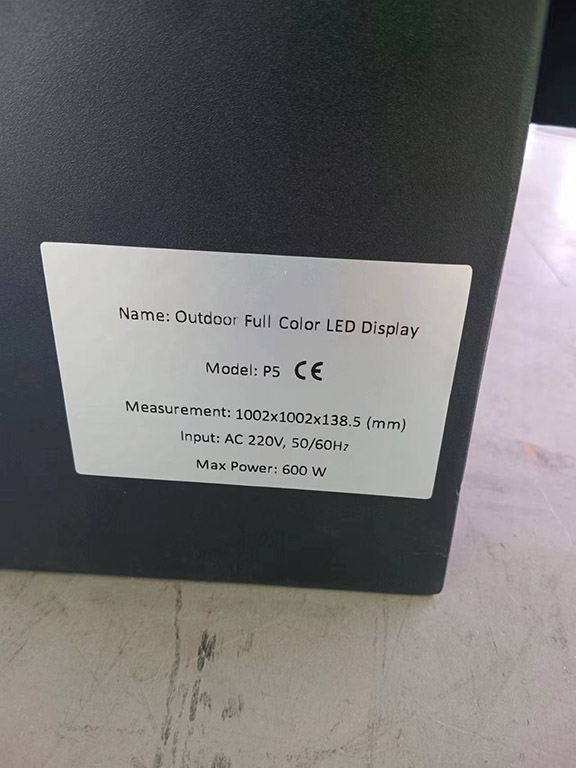 Name: Outdoor Full Color LED Display
Model: P5 CE
Measurement: 1002x1002x138.5 (mm)
Input: AC 220V, 50/60Hz
Max Power: 600 W